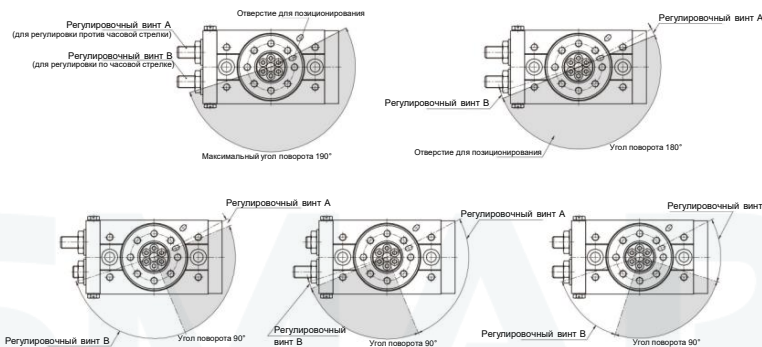 Регулировочный винт A
(для регулировки против часовой стрелки)
Отверстие для позиционирования
Регулировочный винт B
(для регулировки по часовой стрелке)
Максимальный угол поворота 190°
Регулировочный винт A
Регулировочный винт B
Отверстие для позиционирования
Угол поворота 180°
Регулировочный винт A
Регулировочный винт B
Угол поворота 90°
Регулировочный винт A
Регулировочный
винт B
Угол поворота 90°
Регулировочный винт
Регулировочный винт B
Угол поворота 90°